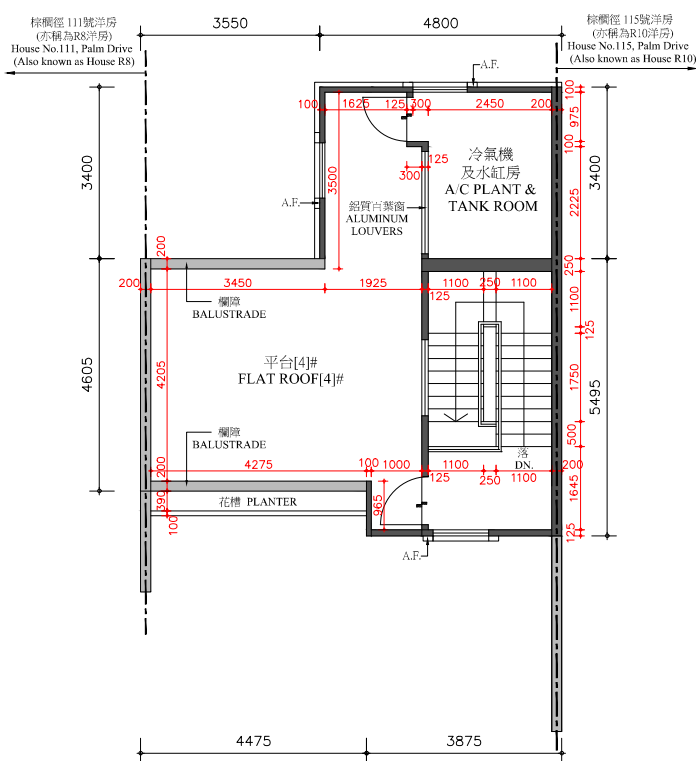 3550
4800
棕櫚徑 111號洋房
(亦稱為R8洋房)
House No.111, Palm Drive
(Also known as House R8)
棕櫚徑 115號洋房
(亦稱為R10洋房)
House No.115, Palm Drive
(Also known as House R10)
A.F.
100
1625
125
300
2450
200
100
975
100
3400
3500
125
300
冷氣機
及水缸房
A/C PLANT &
TANK ROOM
3400
2225
A.F.
鋁質百葉窗
ALUMINUM
LOUVERS
200
250
200
3450
1925
125
1100
250
1100
1100
欄障
BALUSTRADE
125
平台[4]#
FLAT ROOF[4]#
4605
4205
1750
5495
欄障
BALUSTRADE
500
落
DN.
4275
100
1000
125
1100
250
1100
200
200
390
100
花槽 PLANTER
965
1645
125
A.F.
4475
3875